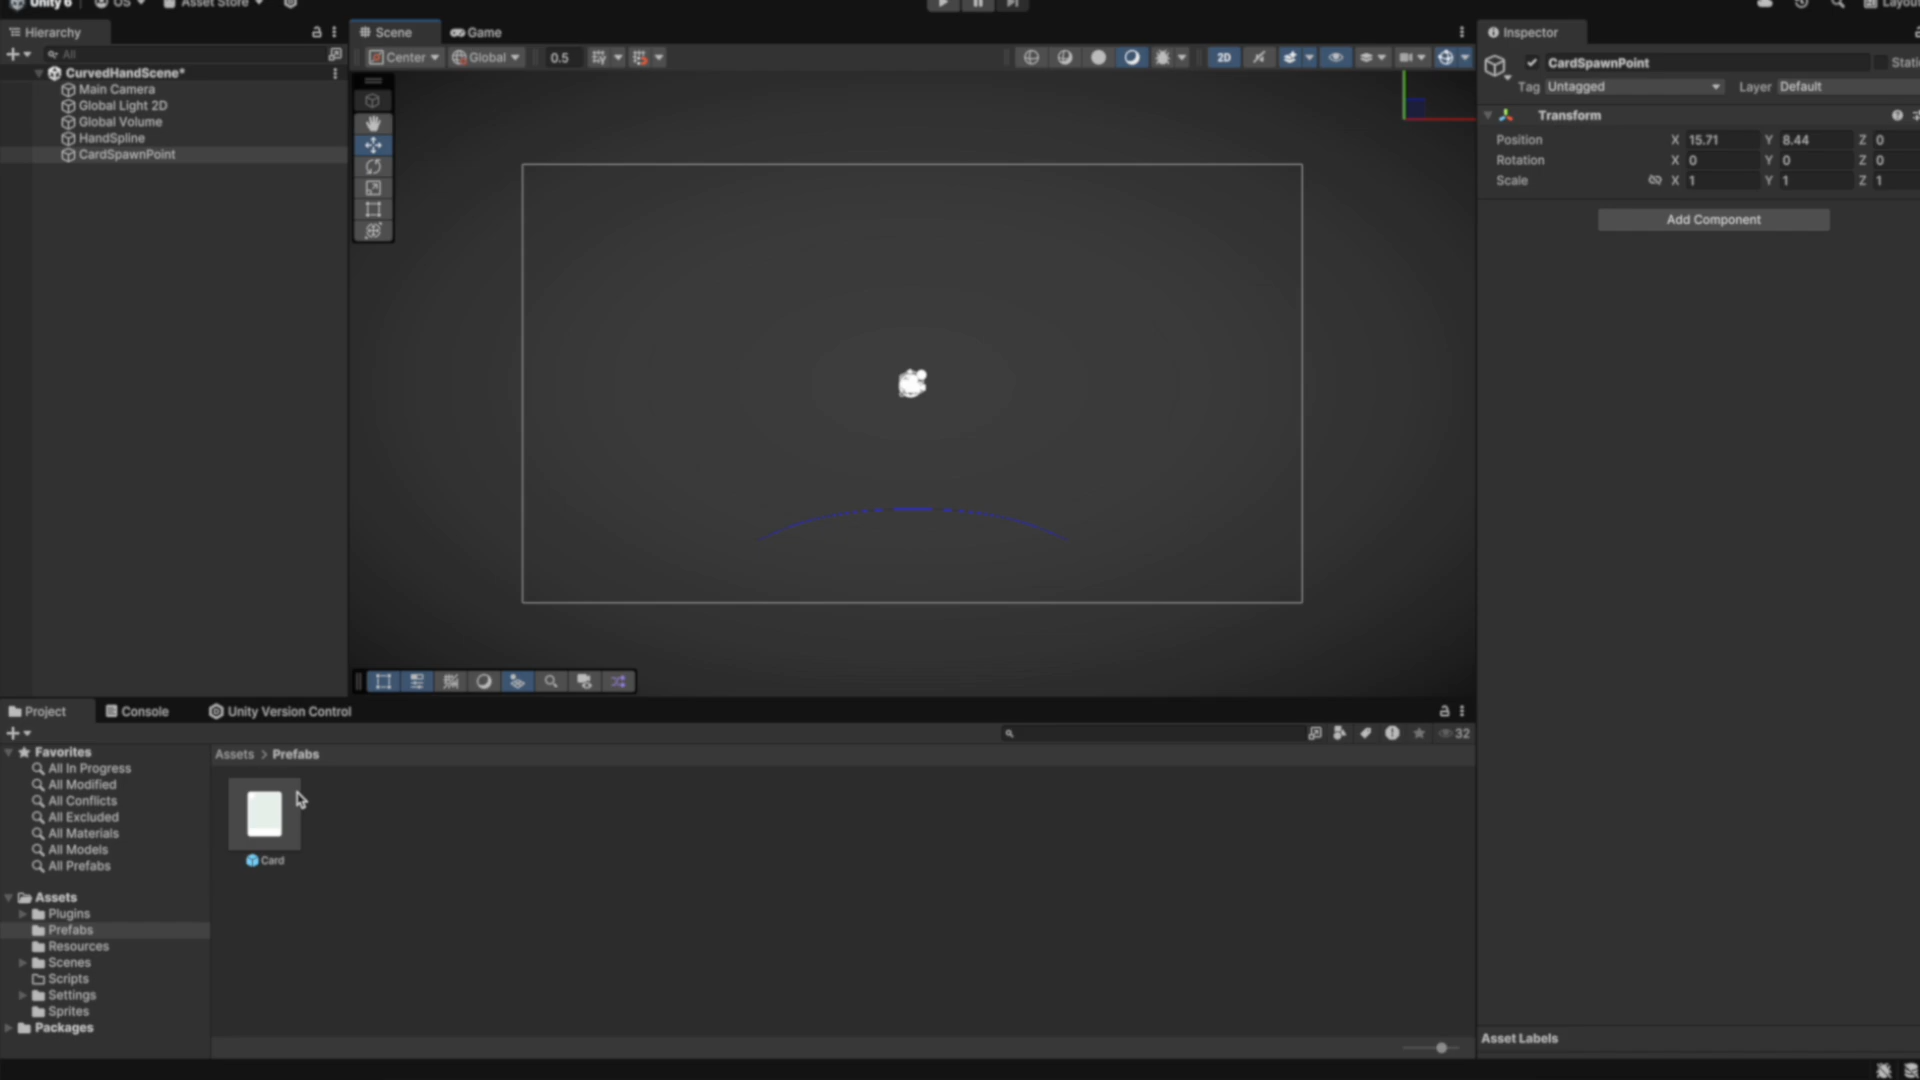 Unity 6 OS Asset Store Layout
Hierarchy
All
CurvedHandScene*
Main Camera
Global Light 2D
Global Volume
HandSpline
CardSpawnPoint
Scene Game
Center Global 0.5 2D
Inspector
CardSpawnPoint Stati
Tag Untagged Layer Default
Transform
Position X 15.71 Y 8.44 Z 0
Rotation X 0 Y 0 Z 0
Scale X 1 Y 1 Z 1
Add Component
Project Console Unity Version Control
32
Favorites
All In Progress
All Modified
All Conflicts
All Excluded
All Materials
All Models
All Prefabs
Assets
Plugins
Prefabs
Resources
Scenes
Scripts
Settings
Sprites
Packages
Assets > Prefabs
Card
Asset Labels